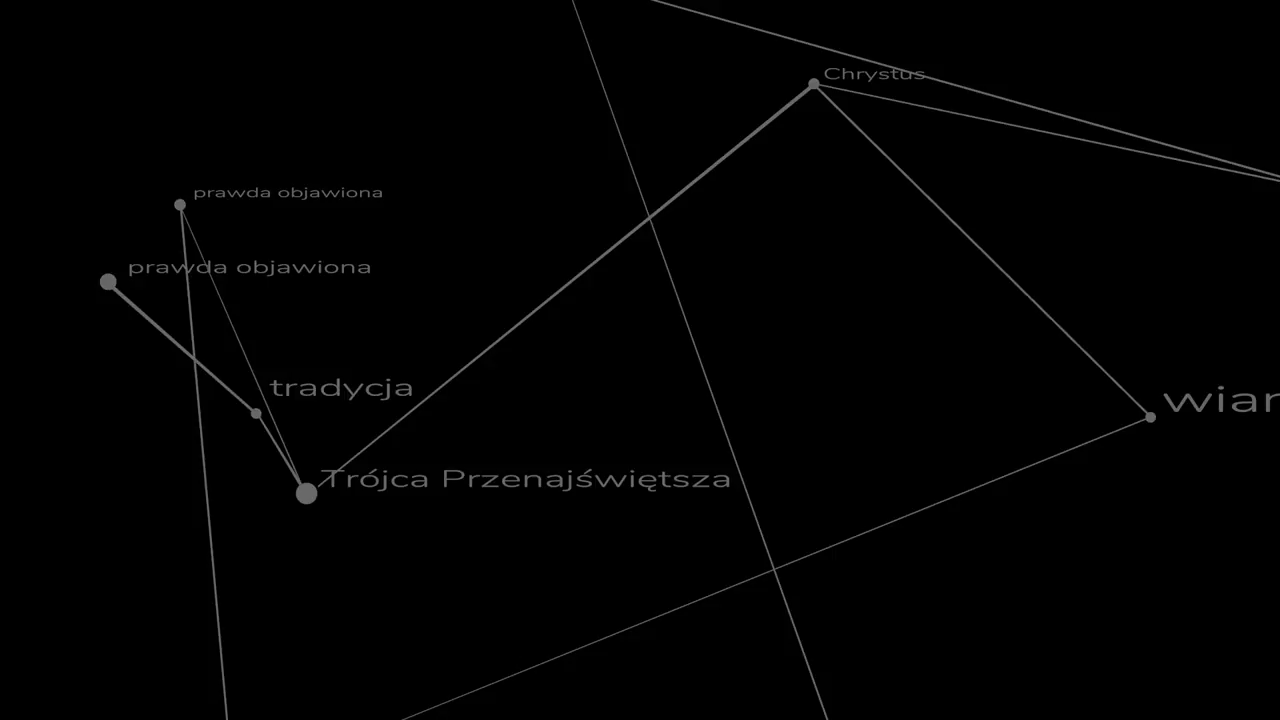 Chrystus
prawda objawiona
prawda objawiona
tradycja
Trójca Przenajświętsza